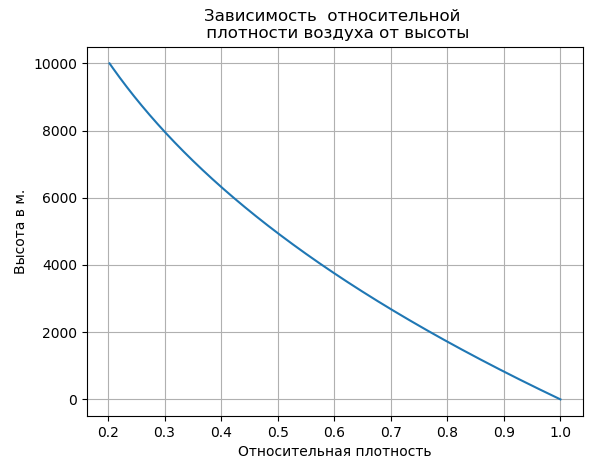 Зависимость  относительной
плотности воздуха от высоты
Высота в м.
10000
8000
6000
4000
2000
0
0.2 0.3 0.4 0.5 0.6 0.7 0.8 0.9 1.0
Относительная плотность